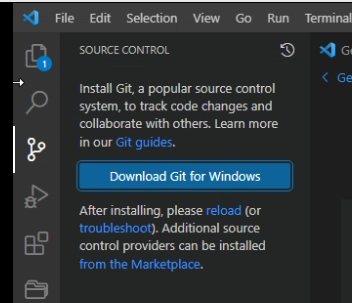 File Edit Selection View Go Run Terminal
SOURCE CONTROL
Ge
1
Install Git, a popular source control
system, to track code changes and
collaborate with others. Learn more
in our Git guides.
Download Git for Windows
After installing, please reload (or
troubleshoot). Additional source
control providers can be installed
from the Marketplace.